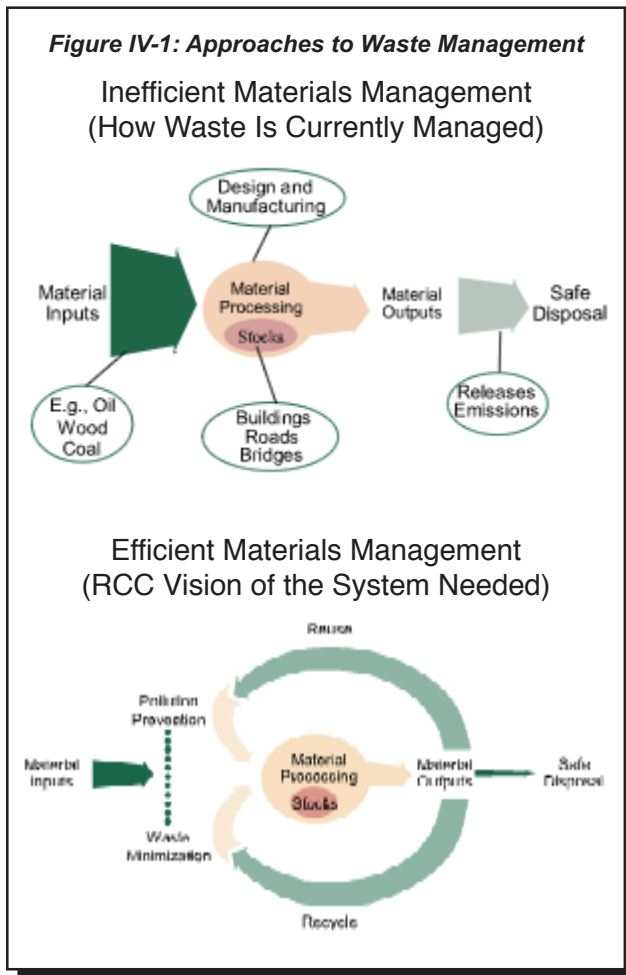 Figure IV-1: Approaches to Waste Management
Inefficient Materials Management
(How Waste Is Currently Managed)
Design and
Manufacturing
Material
Inputs
Material
Processing
Stocks
Material
Outputs
Safe
Disposal
E.g., Oil
Wood
Coal
Buildings
Roads
Bridges
Releases
Emissions
Efficient Materials Management
(RCC Vision of the System Needed)
Reuse
Pollution
Prevention
Material
Inputs
Material
Processing
Stocks
Material
Outputs
Safe
Disposal
Waste
Minimization
Recycle